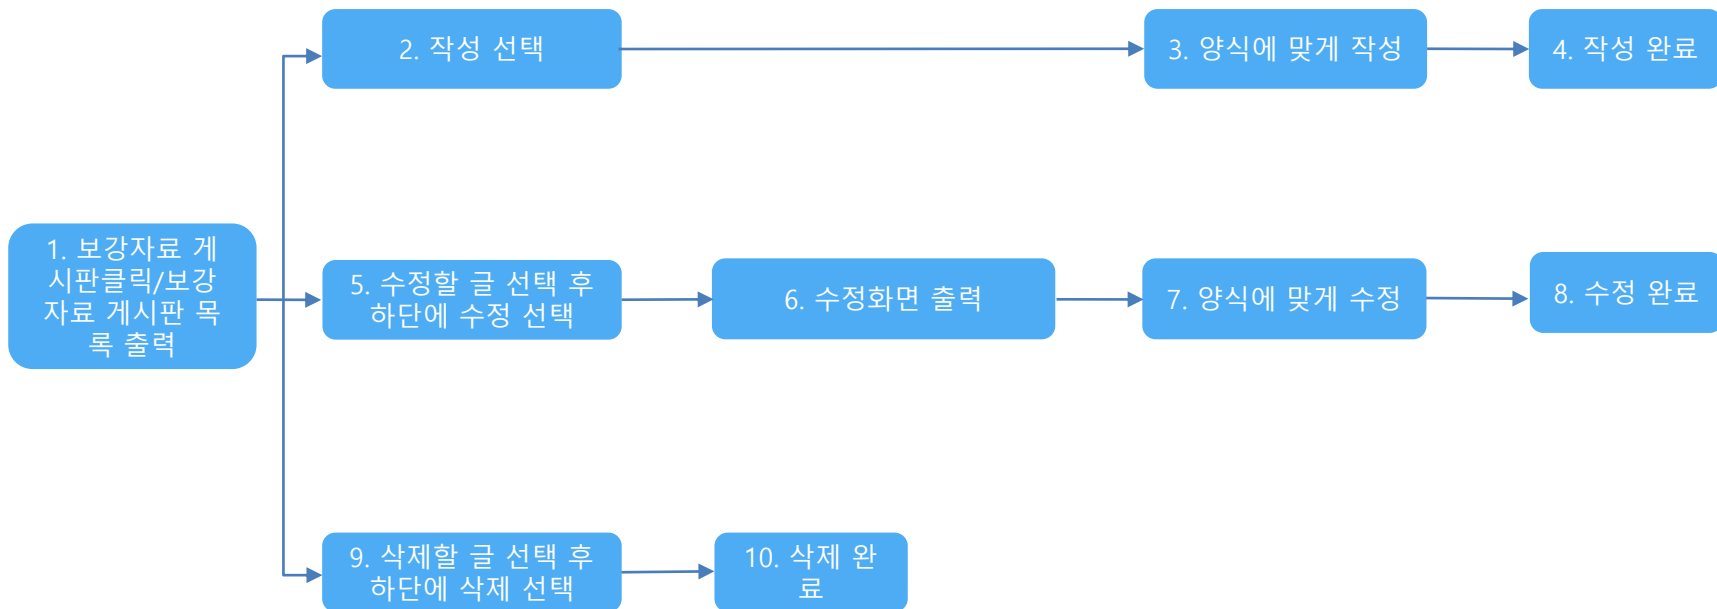 1. 보강자료 게
시판클릭/보강
자료 게시판 목
록 출력
2. 작성 선택
3. 양식에 맞게 작성
4. 작성 완료
5. 수정할 글 선택 후
하단에 수정 선택
6. 수정화면 출력
7. 양식에 맞게 수정
8. 수정 완료
9. 삭제할 글 선택 후
하단에 삭제 선택
10. 삭제 완
료